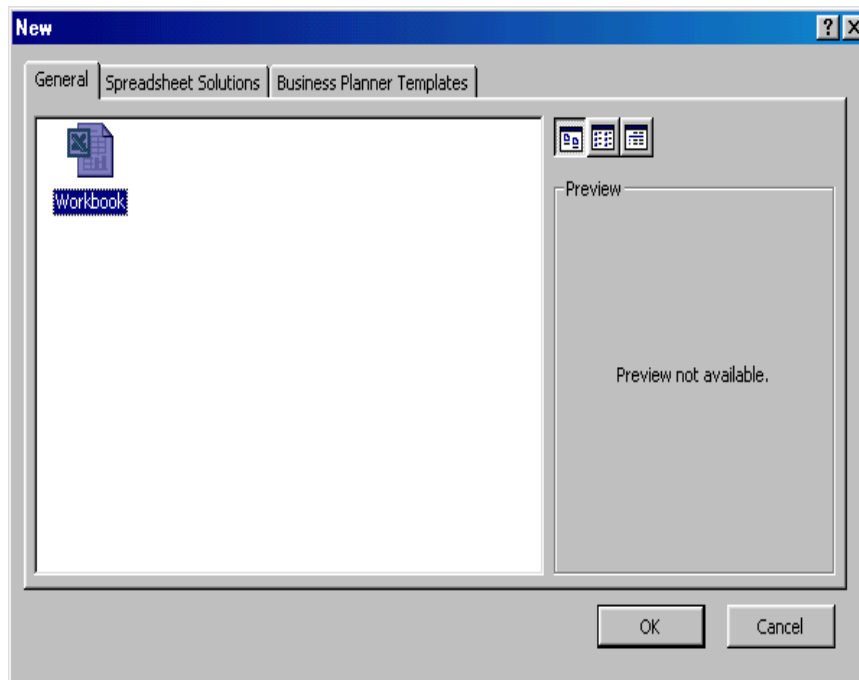 New
General Spreadsheet Solutions Business Planner Templates
Workbook
Preview
Preview not available.
OK Cancel